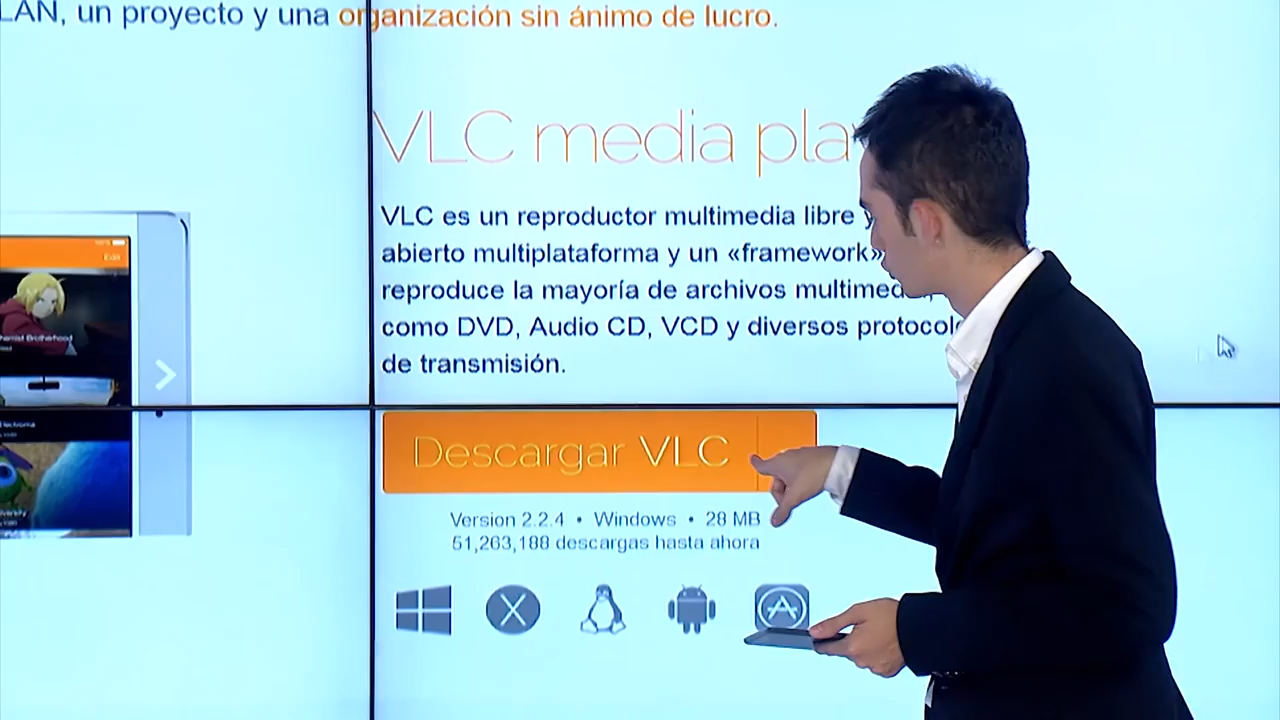 LAN, un proyecto y una organización sin ánimo de lucro.
VLC media pla
VLC es un reproductor multimedia libre y
abierto multiplataforma y un «framework»
reproduce la mayoría de archivos multimed
como DVD, Audio CD, VCD y diversos protocol
de transmisión.
Edit
Brotherhood
Descargar VLC
Version 2.2.4 • Windows • 28 MB
51,263,188 descargas hasta ahora